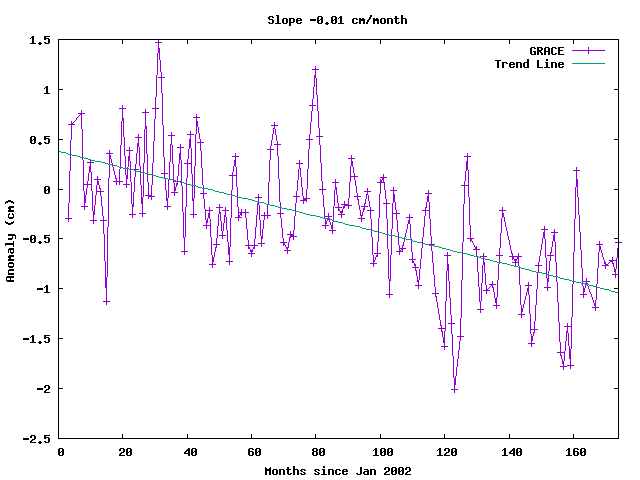 Slope -0.01 cm/month
GRACE
Trend Line
1.5
1
0.5
0
-0.5
-1
-1.5
-2
-2.5
Anomaly (cm)
0 20 40 60 80 100 120 140 160
Months since Jan 2002